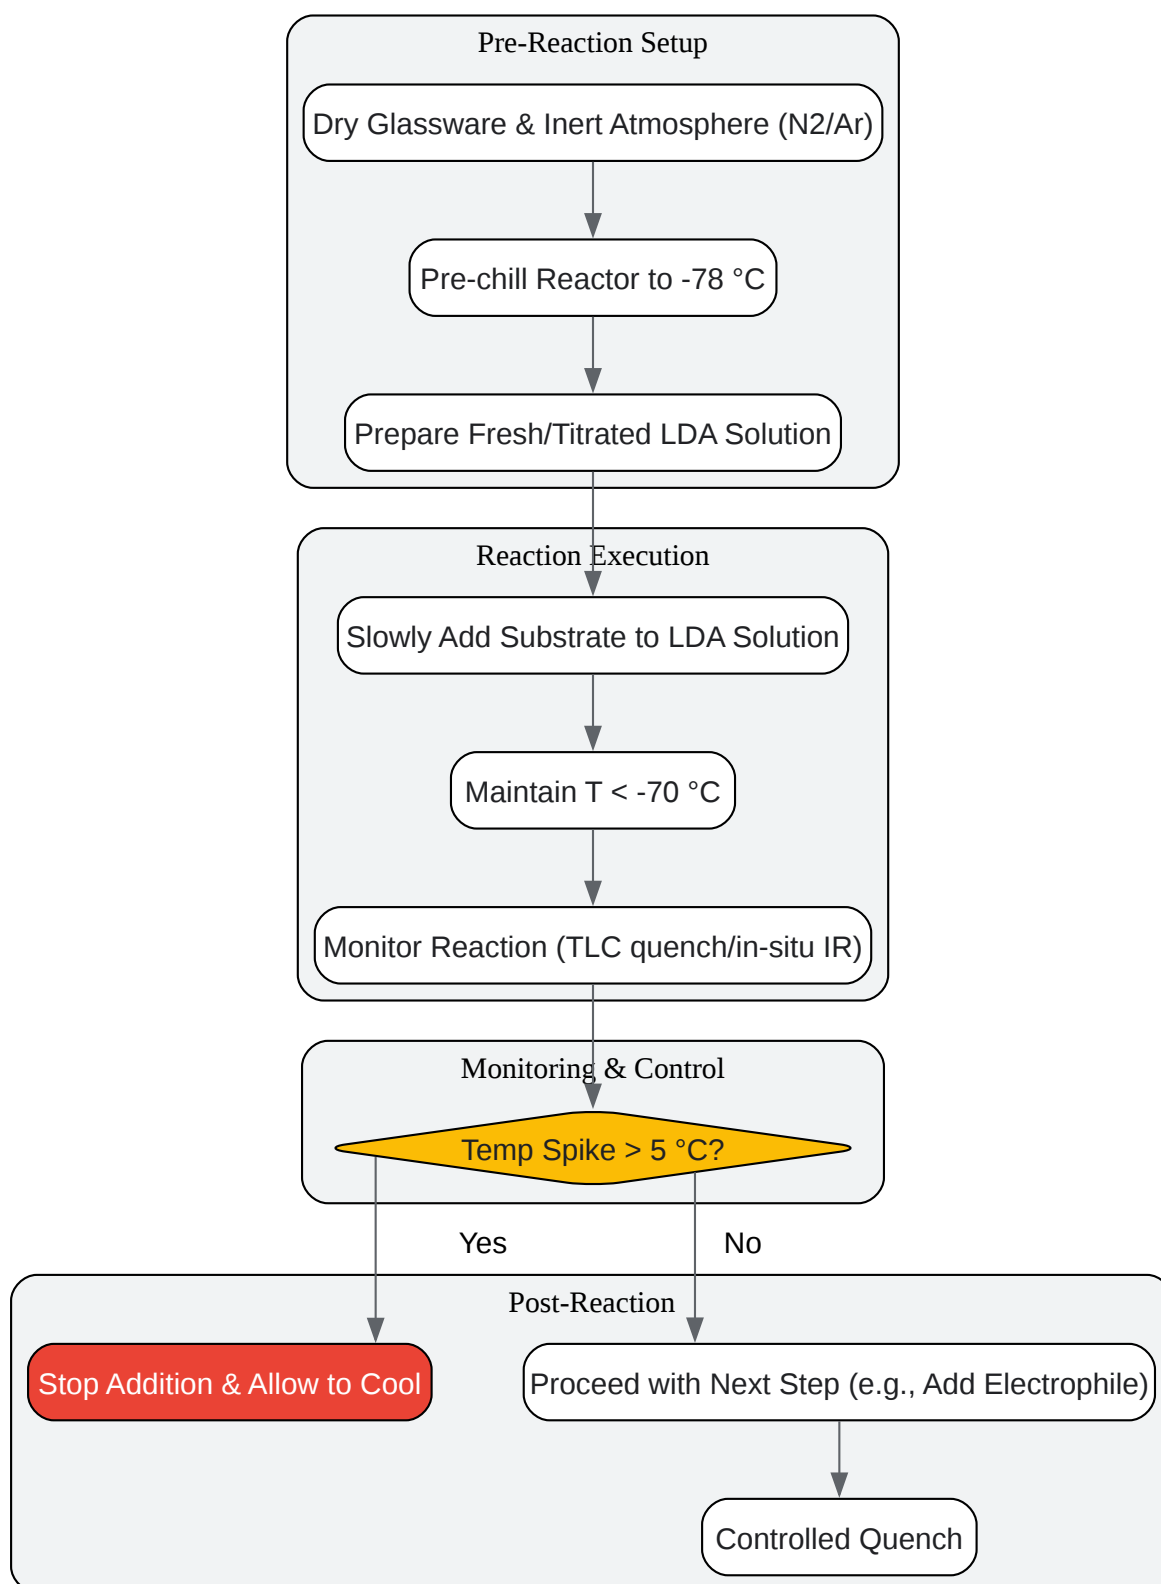 Pre-Reaction Setup
Dry Glassware & Inert Atmosphere (N2/Ar)
Pre-chill Reactor to -78 °C
Prepare Fresh/Titrated LDA Solution
Reaction Execution
Slowly Add Substrate to LDA Solution
Maintain T < -70 °C
Monitor Reaction (TLC quench/in-situ IR)
Monitoring & Control
Temp Spike > 5 °C?
Yes
No
Post-Reaction
Stop Addition & Allow to Cool
Proceed with Next Step (e.g., Add Electrophile)
Controlled Quench